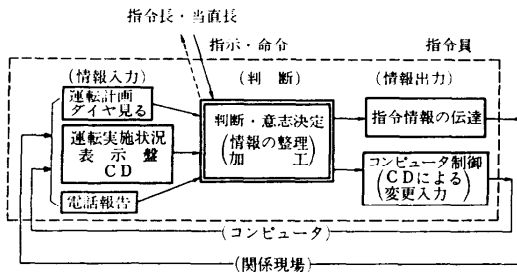 指令長・当直長
指示・命令
指令員
(情報入力)
(判 断)
(情報出力)
運転計画
ダイヤ見る
運転実施状況
表 示 盤
CD
電話報告
判断・意志決定
(情報の整理
加 工)
指令情報の伝達
コンピュータ制御
(CDによる
変更入力)
(コンピュータ)
(関係現場)